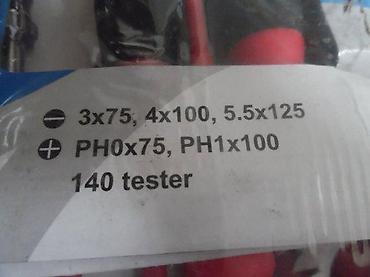 ⊖ 3x75, 4x100, 5.5x125
⊕ PH0x75, PH1x100
140 tester